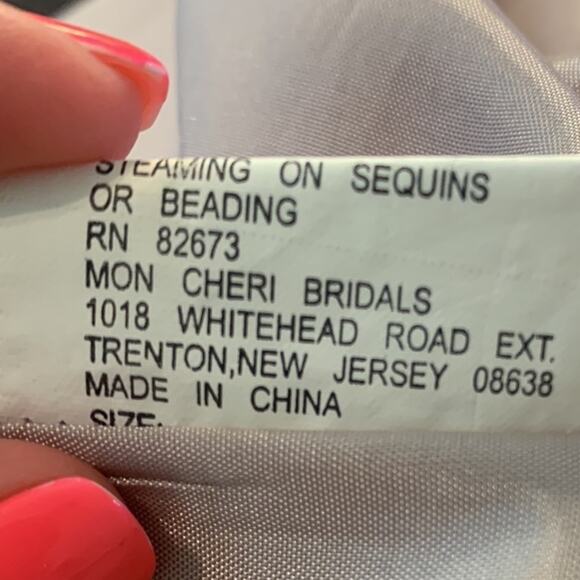 STEAMING ON SEQUINS
OR BEADING
RN 82673
MON CHERI BRIDALS
1018 WHITEHEAD ROAD EXT.
TRENTON,NEW JERSEY 08638
MADE IN CHINA
SIZE: